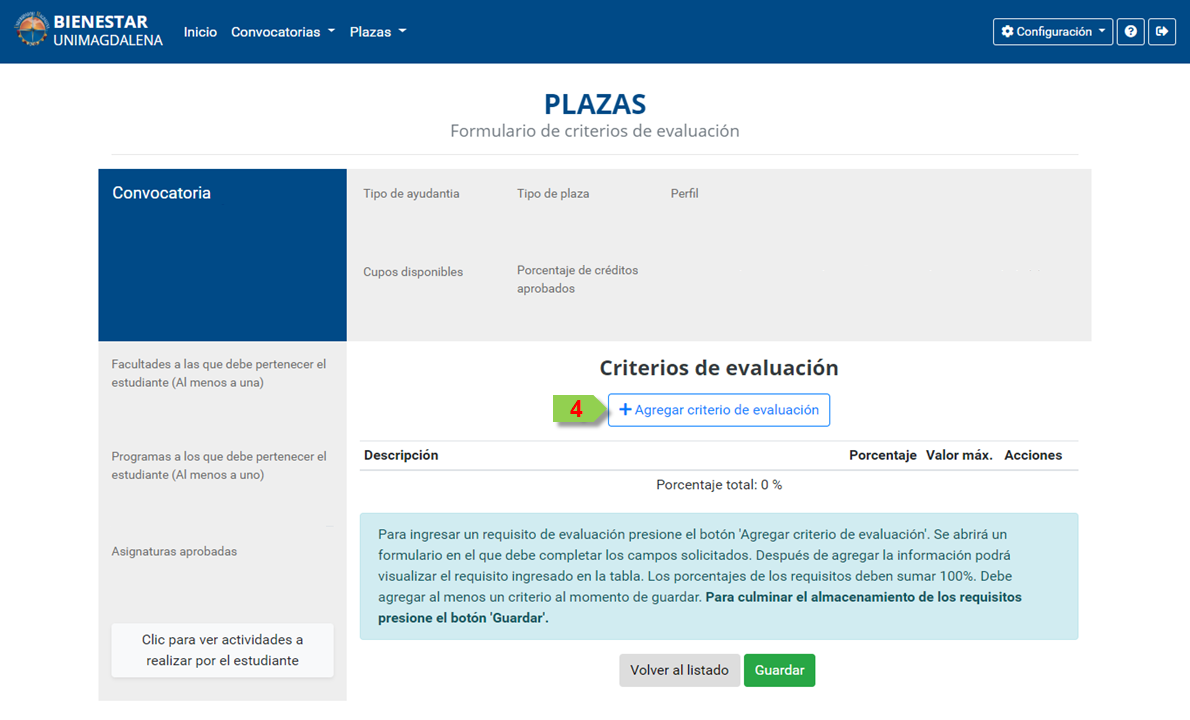 BIENESTAR
UNIMAGDALENA
Inicio Convocatorias Plazas
Configuración
PLAZAS
Formulario de criterios de evaluación
Convocatoria
Tipo de ayudantia Tipo de plaza Perfil
Cupos disponibles
Porcentaje de créditos
aprobados
Facultades a las que debe pertenecer el
estudiante (Al menos a una)
Programas a los que debe pertenecer el
estudiante (Al menos a uno)
Asignaturas aprobadas
Clic para ver actividades a
realizar por el estudiante
Criterios de evaluación
4
+ Agregar criterio de evaluación
Descripción Porcentaje Valor máx. Acciones
Porcentaje total: 0 %
Para ingresar un requisito de evaluación presione el botón 'Agregar criterio de evaluación'. Se abrirá un
formulario en el que debe completar los campos solicitados. Después de agregar la información podrá
visualizar el requisito ingresado en la tabla. Los porcentajes de los requisitos deben sumar 100%. Debe
agregar al menos un criterio al momento de guardar. Para culminar el almacenamiento de los requisitos
presione el botón 'Guardar'.
Volver al listado Guardar